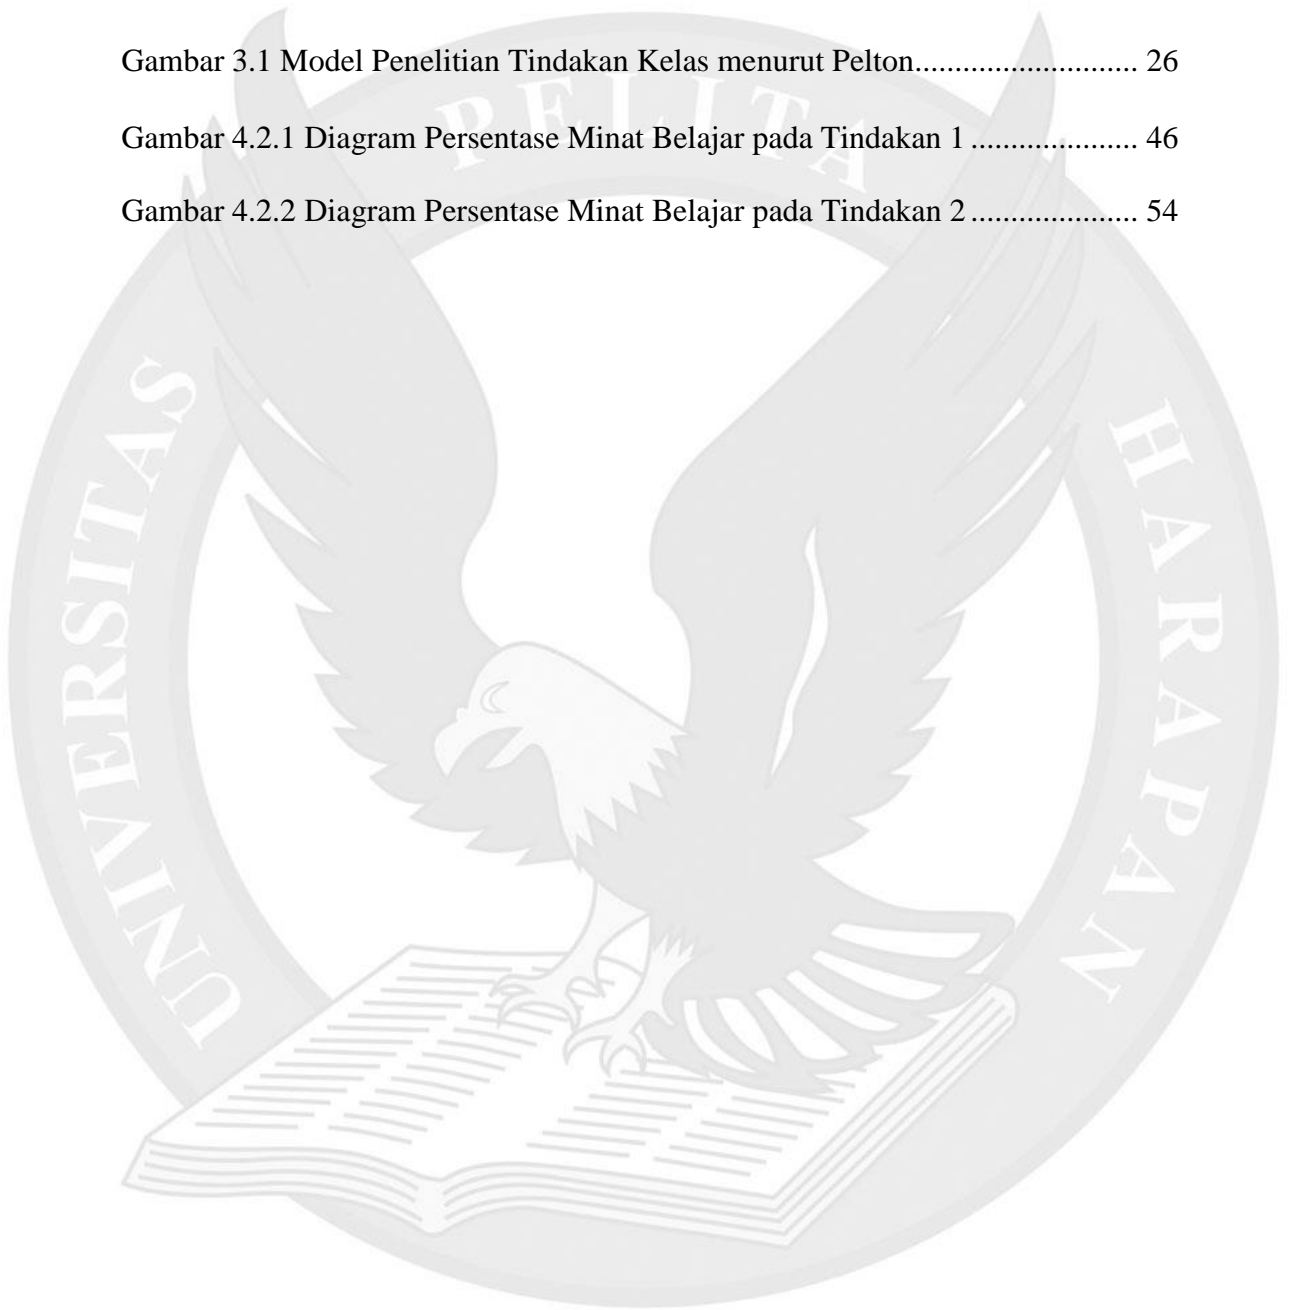 Gambar 3.1 Model Penelitian Tindakan Kelas menurut Pelton............................ 26
Gambar 4.2.1 Diagram Persentase Minat Belajar pada Tindakan 1 ..................... 46
Gambar 4.2.2 Diagram Persentase Minat Belajar pada Tindakan 2 ..................... 54
UNIVERSITAS PELITA HARAPAN